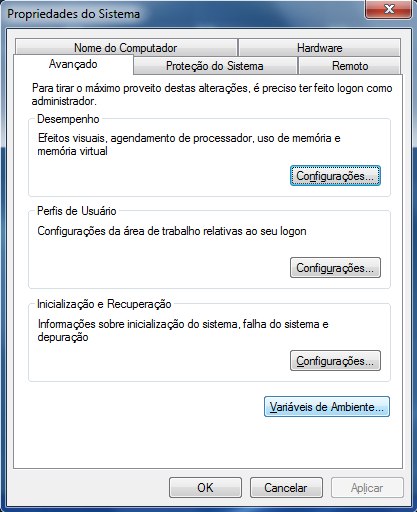 Propriedades do Sistema
Nome do Computador
Hardware
Avançado
Proteção do Sistema
Remoto
Para tirar o máximo proveito destas alterações, é preciso ter feito logon como
administrador.
Desempenho
Efeitos visuais, agendamento de processador, uso de memória e
memória virtual
Configurações...
Perfis de Usuário
Configurações da área de trabalho relativas ao seu logon
Configurações...
Inicialização e Recuperação
Informações sobre inicialização do sistema, falha do sistema e
depuração
Configurações...
Variáveis de Ambiente...
OK
Cancelar
Aplicar